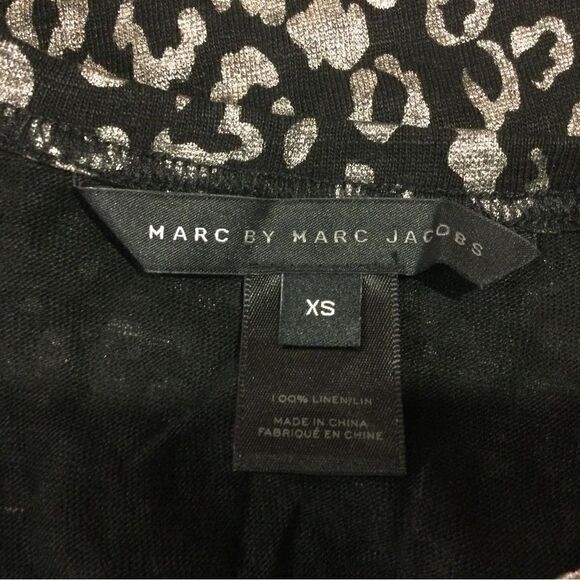 MARC BY MARC JACOBS
XS
100% LINEN/LIN
MADE IN CHINA
FABRIQUÉ EN CHINE